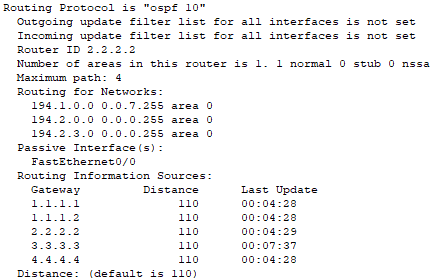 Routing Protocol is "ospf 10"
Outgoing update filter list for all interfaces is not set
Incoming update filter list for all interfaces is not set
Router ID 2.2.2.2
Number of areas in this router is 1. 1 normal 0 stub 0 nssa
Maximum path: 4
Routing for Networks:
194.1.0.0 0.0.7.255 area 0
194.2.0.0 0.0.0.255 area 0
194.2.3.0 0.0.0.255 area 0
Passive Interface(s):
FastEthernet0/0
Routing Information Sources:
Gateway Distance Last Update
1.1.1.1 110 00:04:28
1.1.1.2 110 00:04:28
2.2.2.2 110 00:04:29
3.3.3.3 110 00:07:37
4.4.4.4 110 00:04:28
Distance: (default is 110)